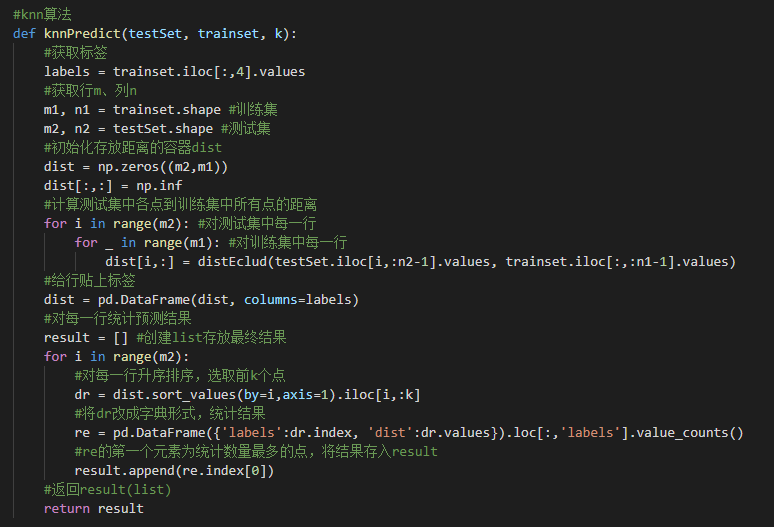 #knn算法
def knnPredict(testSet, trainset, k):
    #获取标签
    labels = trainset.iloc[:,4].values
    #获取行m、列n
    m1, n1 = trainset.shape #训练集
    m2, n2 = testSet.shape #测试集
    #初始化存放距离的容器dist
    dist = np.zeros((m2,m1))
    dist[:,:] = np.inf
    #计算测试集中各点到训练集中所有点的距离
    for i in range(m2): #对测试集中每一行
        for _ in range(m1): #对训练集中每一行
            dist[i,:] = distEclud(testSet.iloc[i,:n2-1].values, trainset.iloc[:,:n1-1].values)
    #给行贴上标签
    dist = pd.DataFrame(dist, columns=labels)
    #对每一行统计预测结果
    result = [] #创建list存放最终结果
    for i in range(m2):
        #对每一行升序排序，选取前k个点
        dr = dist.sort_values(by=i,axis=1).iloc[i,:k]
        #将dr改成字典形式，统计结果
        re = pd.DataFrame({'labels':dr.index, 'dist':dr.values}).loc[:,'labels'].value_counts()
        #re的第一个元素为统计数量最多的点，将结果存入result
        result.append(re.index[0])
    #返回result(list)
    return result